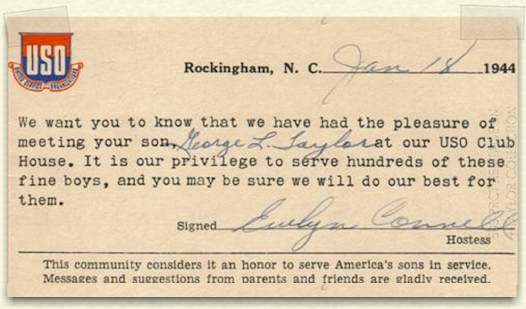 USO
UNITED SERVICE ORGANIZATIONS
Rockingham, N. C. Jan 18 1944
We want you to know that we have had the pleasure of
meeting your son, George L. Taylor at our USO Club
House. It is our privilege to serve hundreds of these
fine boys, and you may be sure we will do our best for
them.
Signed Evelyn Connell
Hostess
This community considers it an honor to serve America's sons in service.
Messages and suggestions from parents and friends are gladly received.